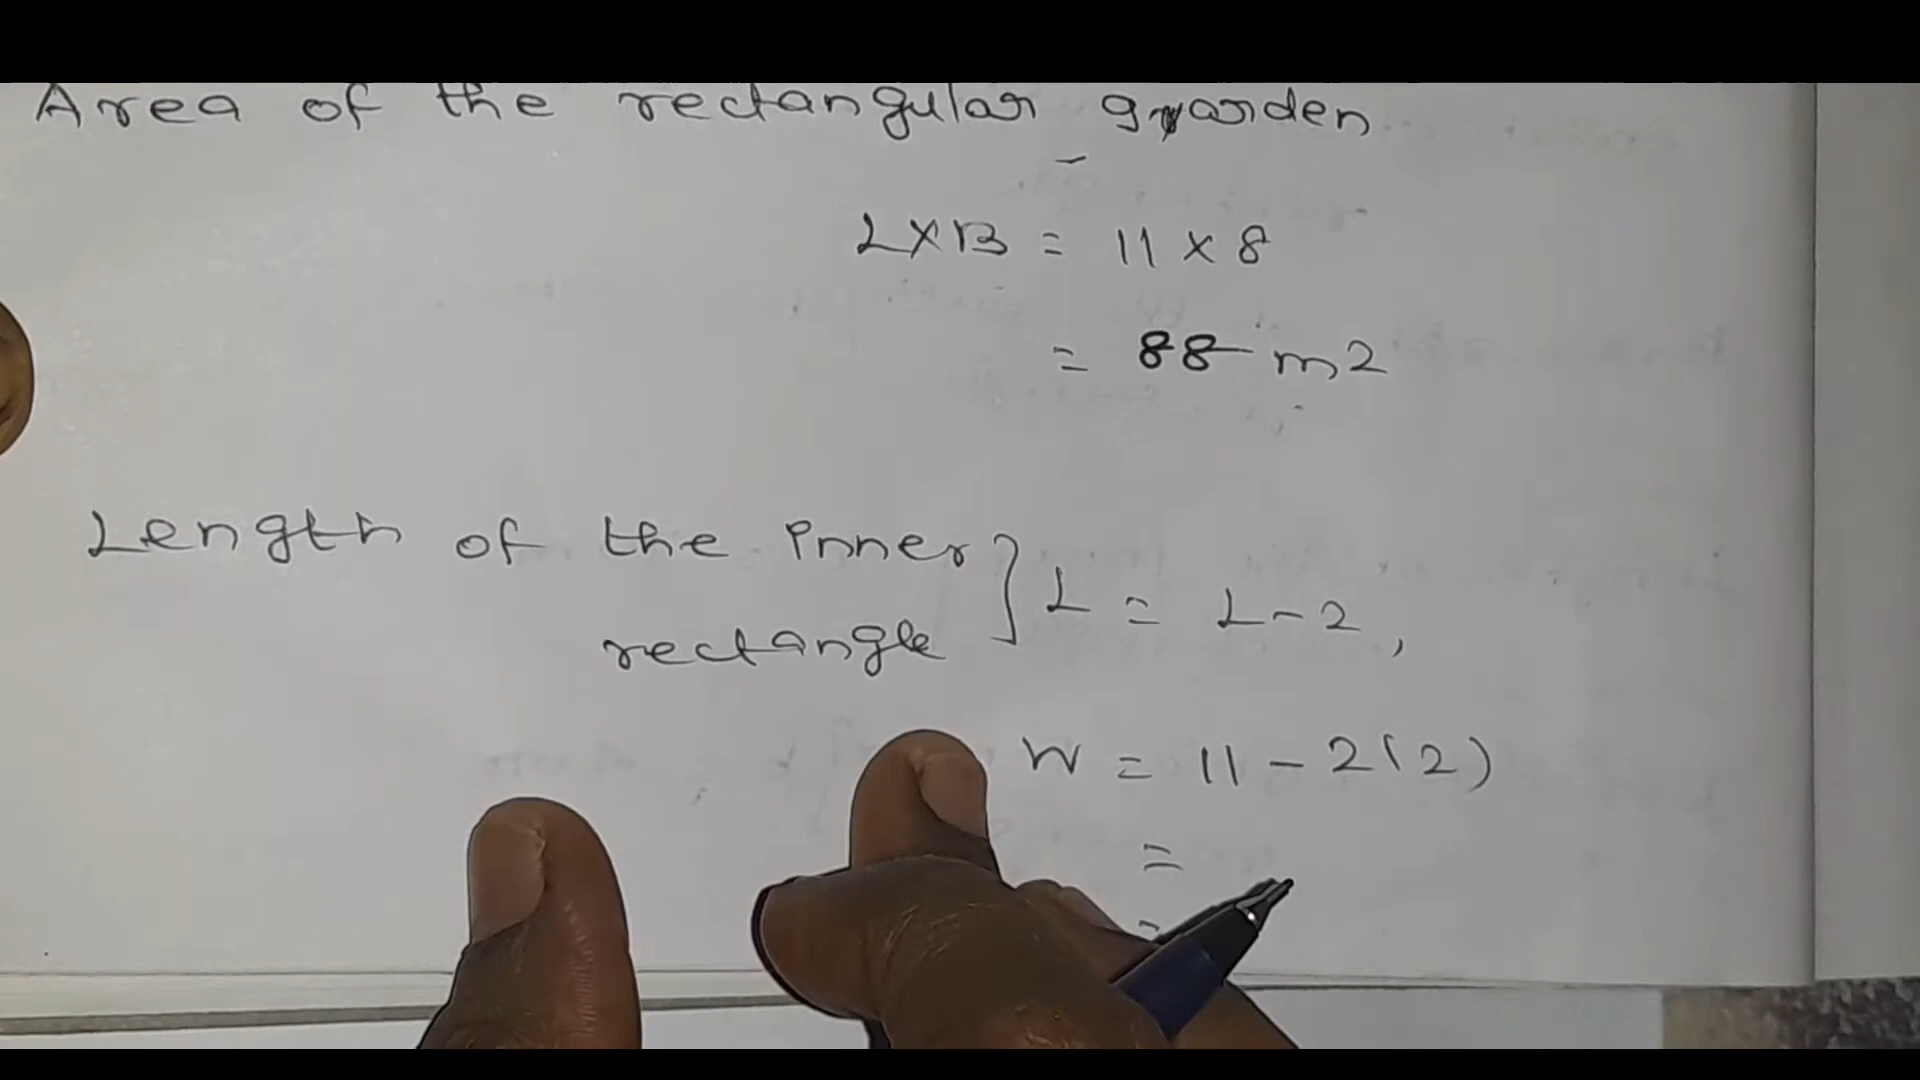 Area of the rectangular garden
L×B = 11 × 8
= 88 m2
Length of the inner
rectangle } L = L - 2,
W = 11 - 2(2)
=
=